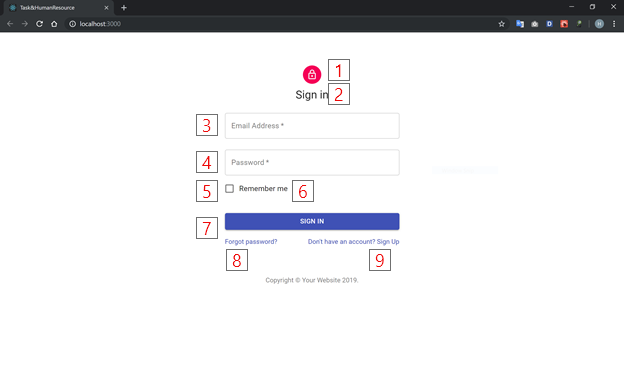 Task&HumanResource
localhost:3000
H
1
Sign in 2
3 Email Address *
4 Password *
5 Remember me 6
7 SIGN IN
Forgot password? Don't have an account? Sign Up
8 9
Copyright © Your Website 2019.